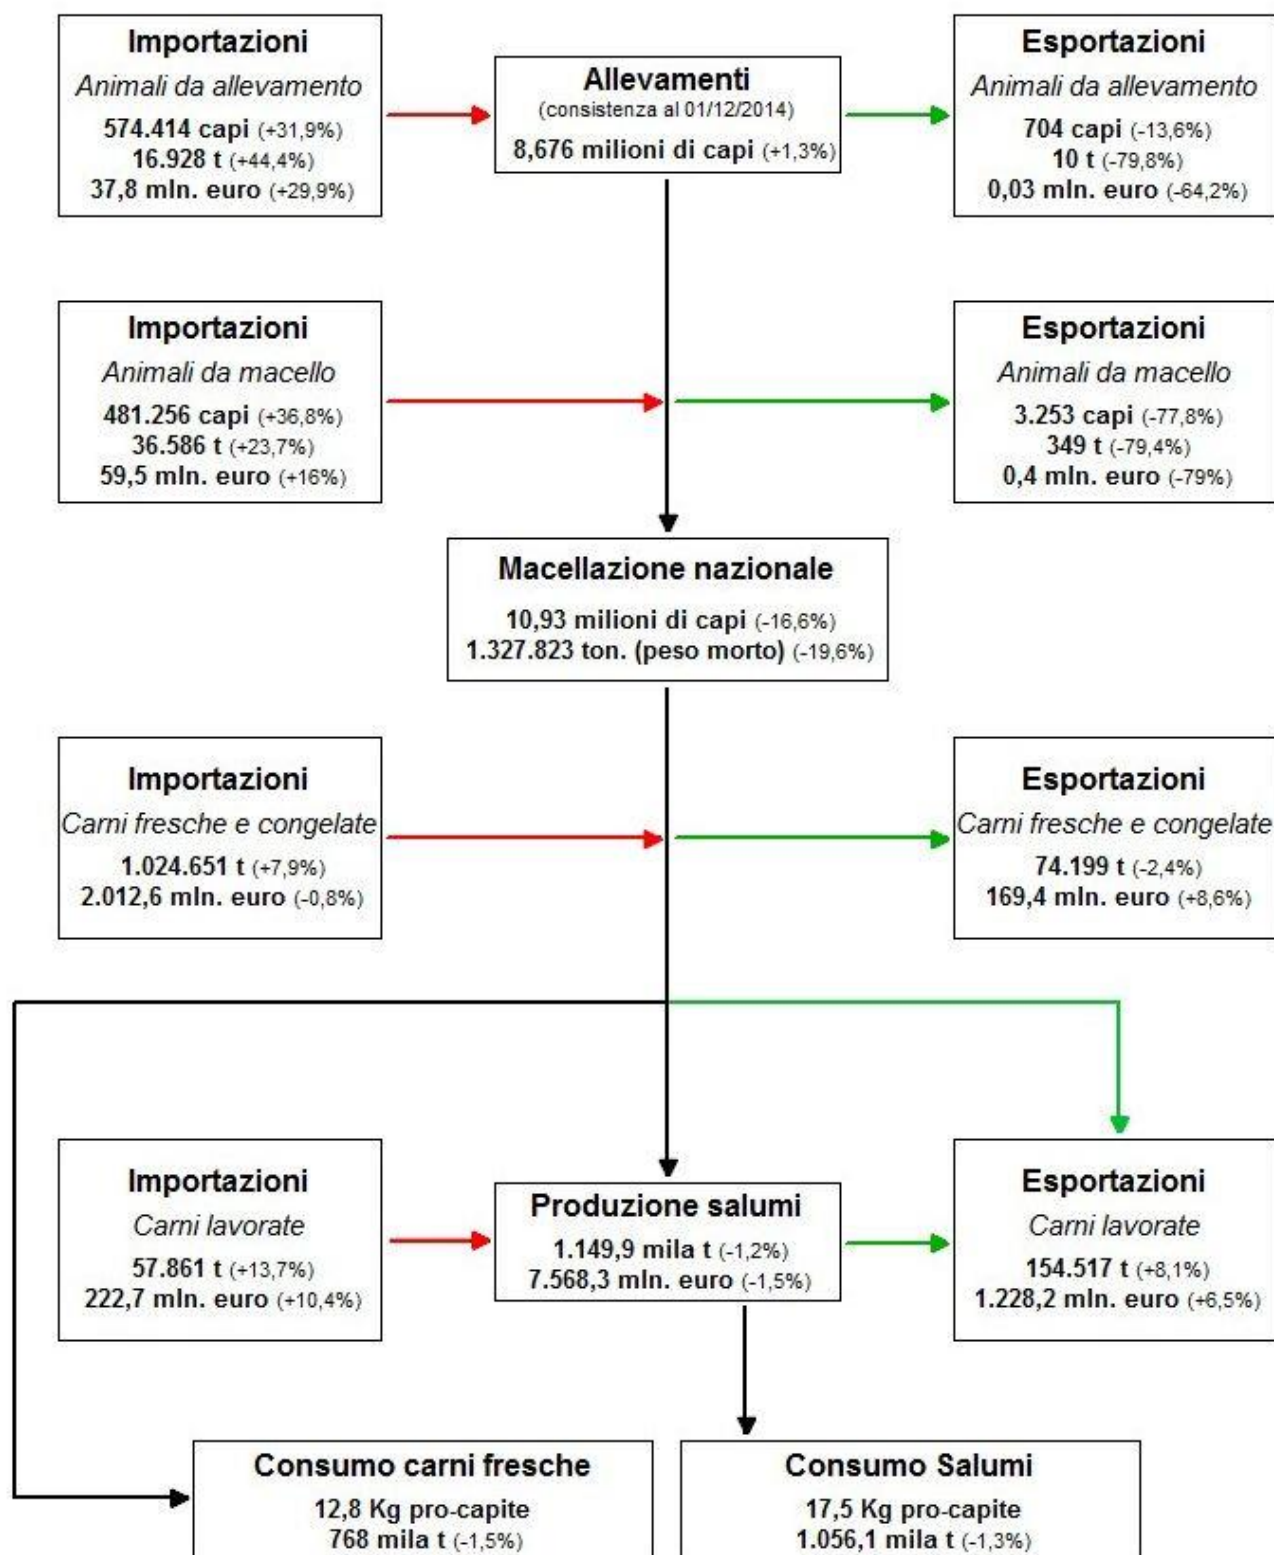 Importazioni
Animali da allevamento
574.414 capi (+31,9%)
16.928 t (+44,4%)
37,8 mln. euro (+29,9%)
Allevamenti
(consistenza al 01/12/2014)
8,676 milioni di capi (+1,3%)
Esportazioni
Animali da allevamento
704 capi (-13,6%)
10 t (-79,8%)
0,03 mln. euro (-64,2%)
Importazioni
Animali da macello
481.256 capi (+36,8%)
36.586 t (+23,7%)
59,5 mln. euro (+16%)
Esportazioni
Animali da macello
3.253 capi (-77,8%)
349 t (-79,4%)
0,4 mln. euro (-79%)
Macellazione nazionale
10,93 milioni di capi (-16,6%)
1.327.823 ton. (peso morto) (-19,6%)
Importazioni
Carni fresche e congelate
1.024.651 t (+7,9%)
2.012,6 mln. euro (-0,8%)
Esportazioni
Carni fresche e congelate
74.199 t (-2,4%)
169,4 mln. euro (+8,6%)
Importazioni
Carni lavorate
57.861 t (+13,7%)
222,7 mln. euro (+10,4%)
Produzione salumi
1.149,9 mila t (-1,2%)
7.568,3 mln. euro (-1,5%)
Esportazioni
Carni lavorate
154.517 t (+8,1%)
1.228,2 mln. euro (+6,5%)
Consumo carni fresche
12,8 Kg pro-capite
768 mila t (-1,5%)
Consumo Salumi
17,5 Kg pro-capite
1.056,1 mila t (-1,3%)